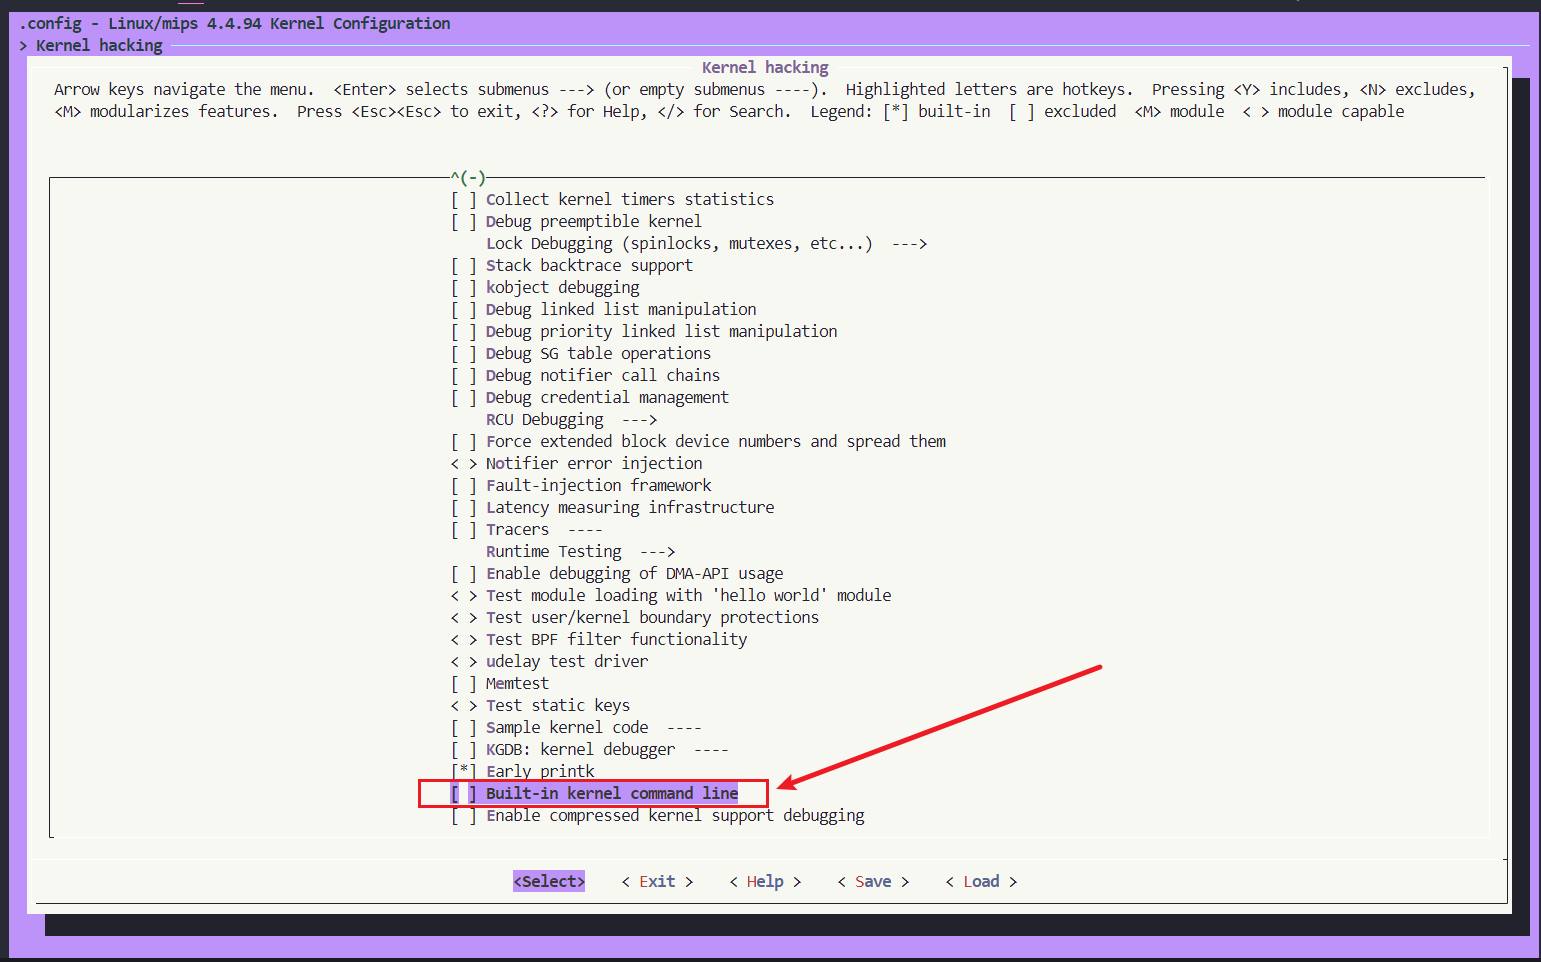 .config - Linux/mips 4.4.94 Kernel Configuration
> Kernel hacking
Kernel hacking
Arrow keys navigate the menu.  <Enter> selects submenus ---> (or empty submenus ----).  Highlighted letters are hotkeys.  Pressing <Y> includes, <N> excludes,
<M> modularizes features.  Press <Esc><Esc> to exit, <?> for Help, </> for Search.  Legend: [*] built-in  [ ] excluded  <M> module  < > module capable
^(-)
[ ] Collect kernel timers statistics
[ ] Debug preemptible kernel
Lock Debugging (spinlocks, mutexes, etc...)  --->
[ ] Stack backtrace support
[ ] kobject debugging
[ ] Debug linked list manipulation
[ ] Debug priority linked list manipulation
[ ] Debug SG table operations
[ ] Debug notifier call chains
[ ] Debug credential management
RCU Debugging  --->
[ ] Force extended block device numbers and spread them
< > Notifier error injection
[ ] Fault-injection framework
[ ] Latency measuring infrastructure
[ ] Tracers  ----
Runtime Testing  --->
[ ] Enable debugging of DMA-API usage
< > Test module loading with 'hello world' module
< > Test user/kernel boundary protections
< > Test BPF filter functionality
< > udelay test driver
[ ] Memtest
< > Test static keys
[ ] Sample kernel code  ----
[ ] KGDB: kernel debugger  ----
[*] Early printk
[ ] Built-in kernel command line
[ ] Enable compressed kernel support debugging
<Select>    < Exit >    < Help >    < Save >    < Load >